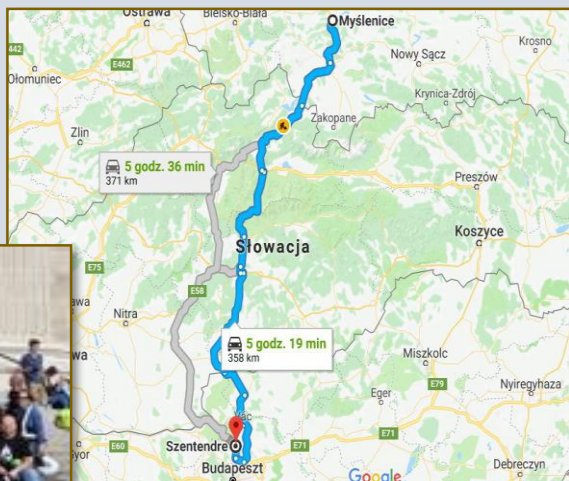 Ostrawa
Bielsko-Biała
Myślenice
Krosno
442
E462
Nowy Sącz
Ołomuniec
Krynica-Zdrój
Zakopane
Zlin
5 godz. 36 min
371 km
Preszów
Słowacja
Koszyce
E75
E58
Nitra
5 godz. 19 min
358 km
Miszkolc
E79
Nyíregyháza
Eger
E71
E60
Szentendre
E71
Budapeszt
Debreczyn
Google